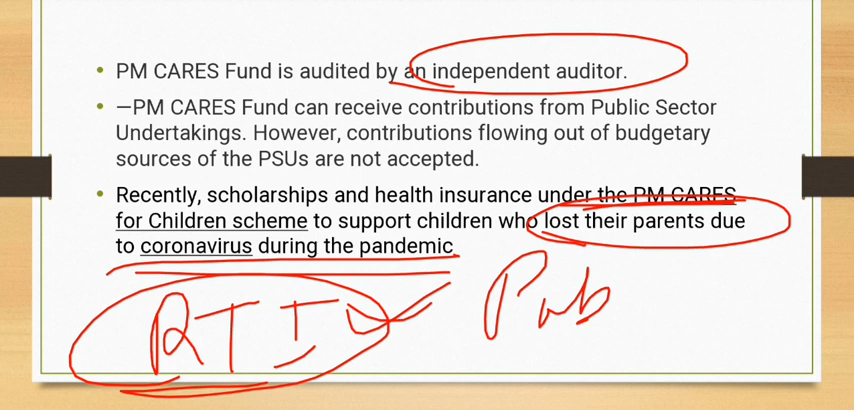 • PM CARES Fund is audited by an independent auditor.
• —PM CARES Fund can receive contributions from Public Sector
Undertakings. However, contributions flowing out of budgetary
sources of the PSUs are not accepted.
• Recently, scholarships and health insurance under the PM CARES
for Children scheme to support children who lost their parents due
to coronavirus during the pandemic
RTI
Pub